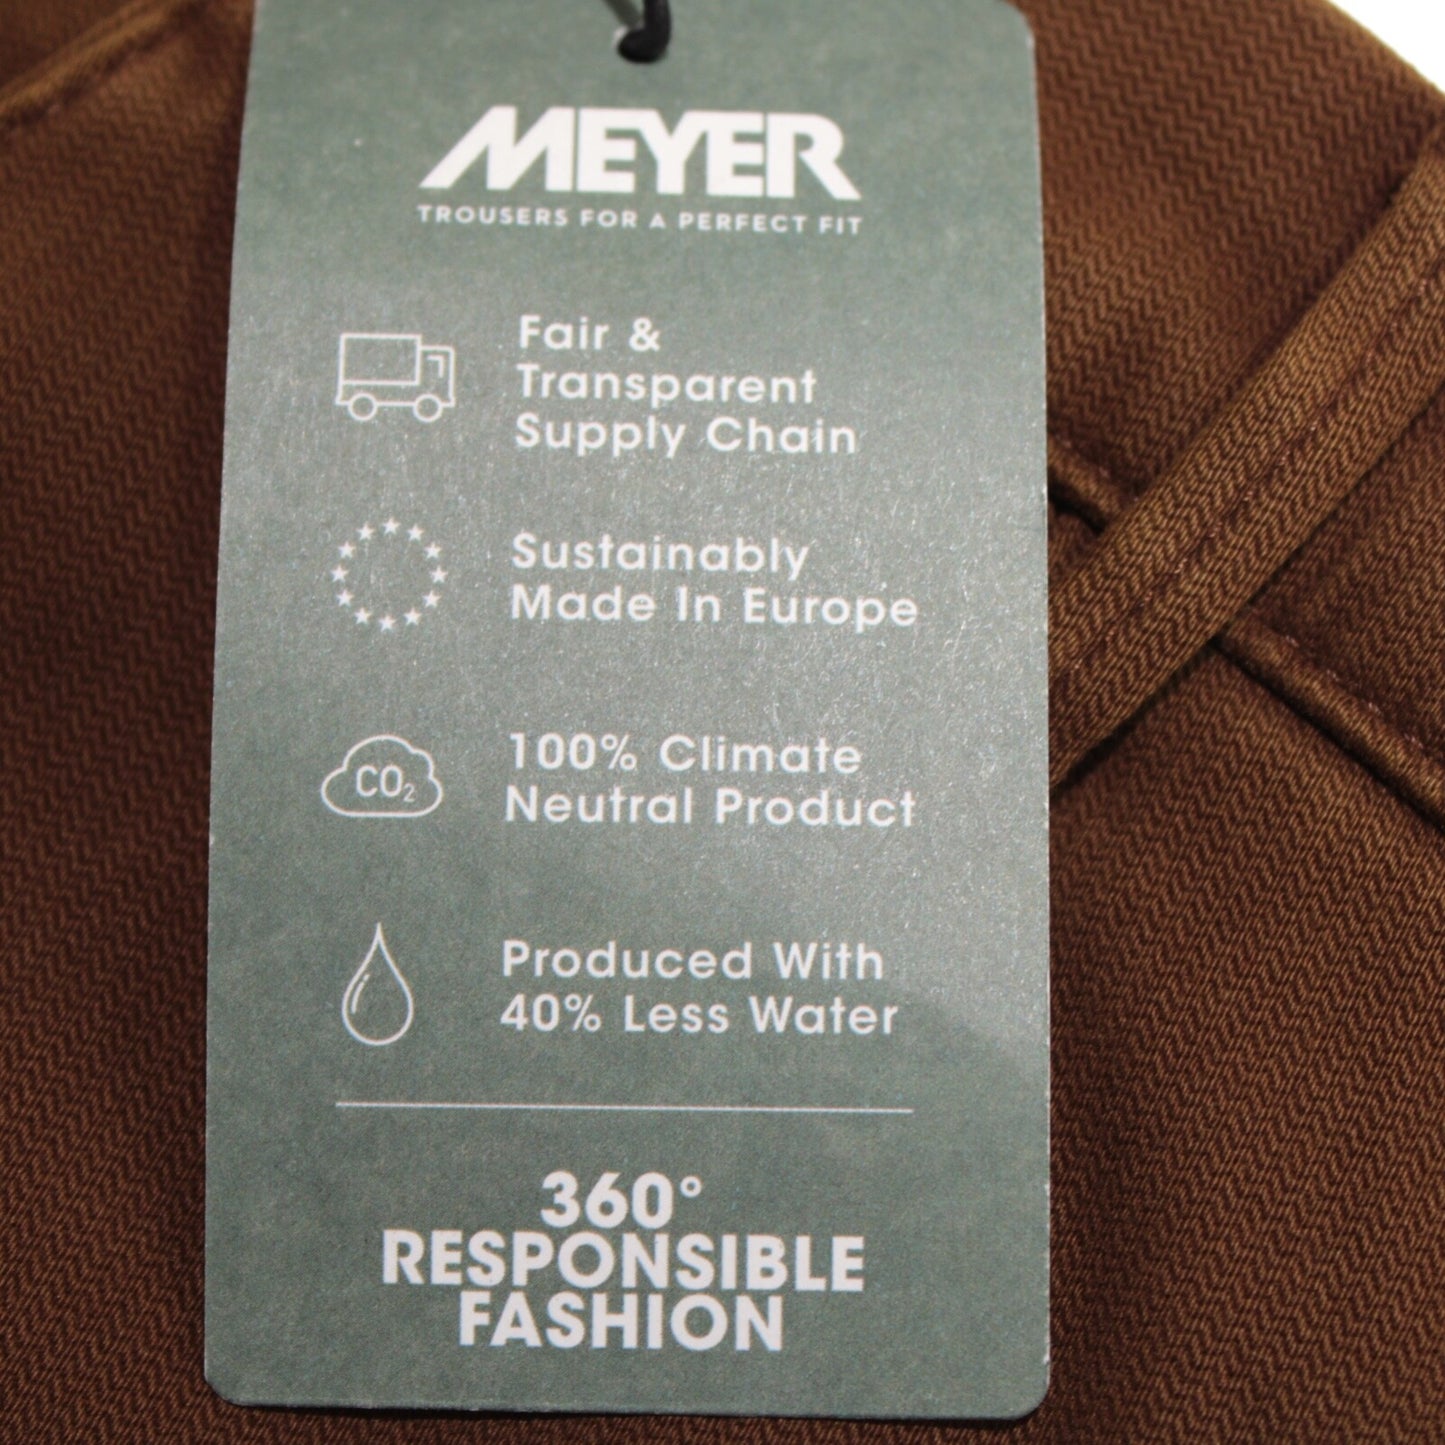 MEYER
TROUSERS FOR A PERFECT FIT
Fair &
Transparent
Supply Chain
Sustainably
Made In Europe
CO₂
100% Climate
Neutral Product
Produced With
40% Less Water
360°
RESPONSIBLE
FASHION